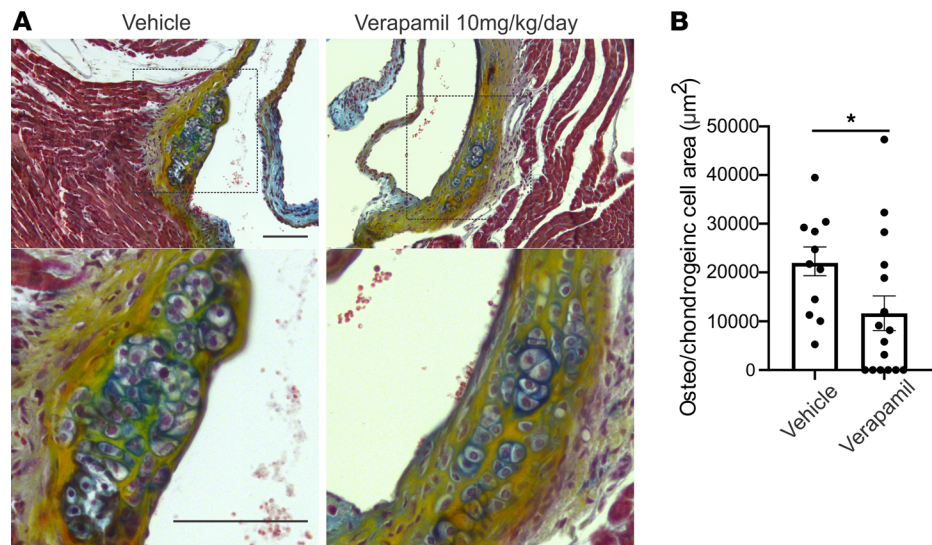 A
Vehicle
Verapamil 10mg/kg/day
B
Osteo/chondrogeinc cell area (µm²)
50000
40000
30000
20000
10000
0
*
Vehicle
Verapamil